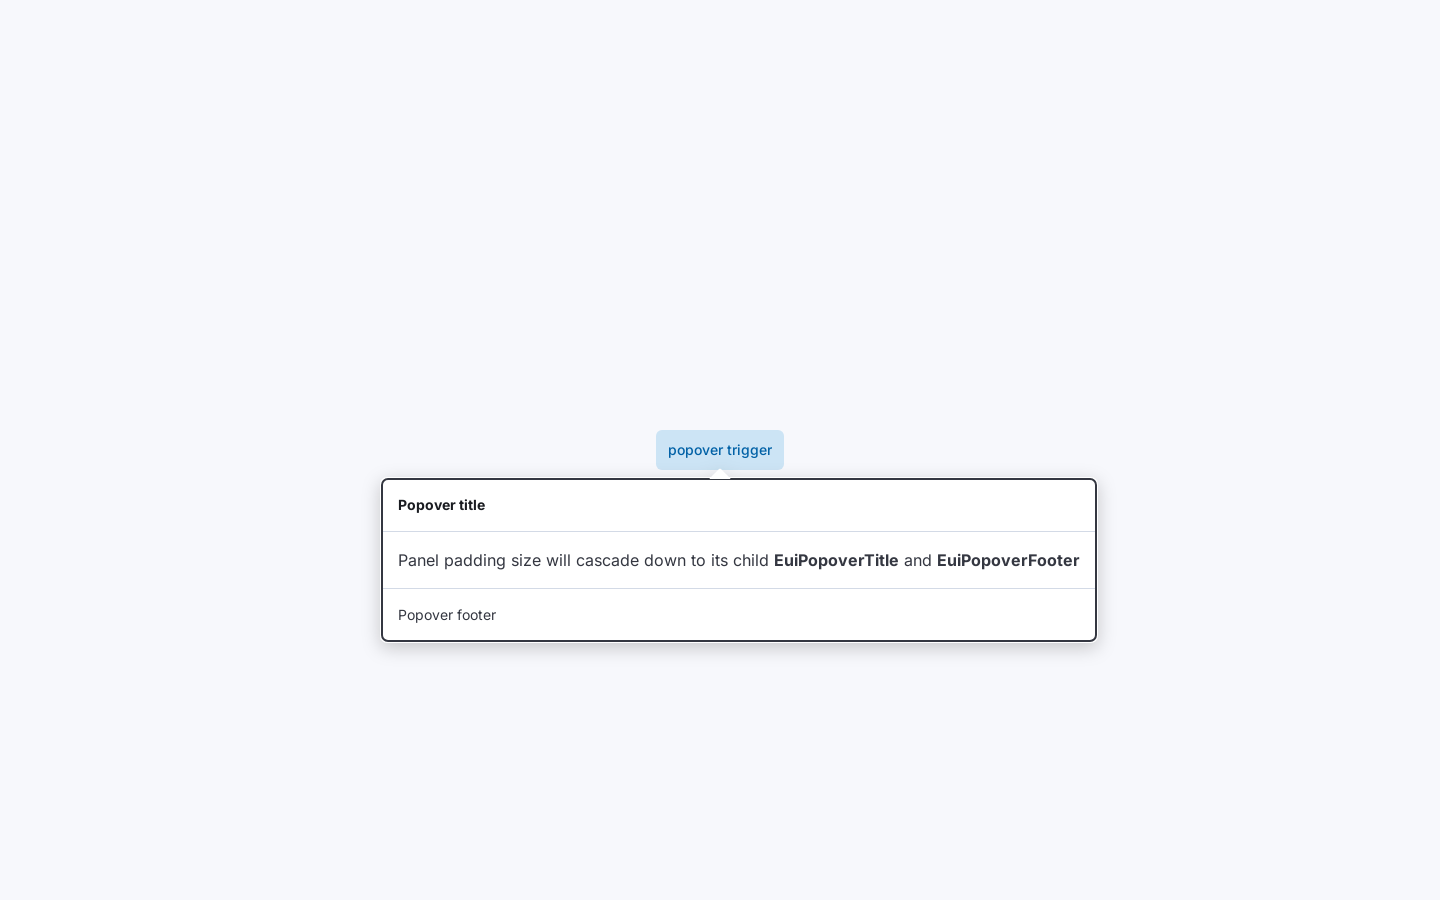 popover trigger
Popover title
Panel padding size will cascade down to its child EuiPopoverTitle and EuiPopoverFooter
Popover footer